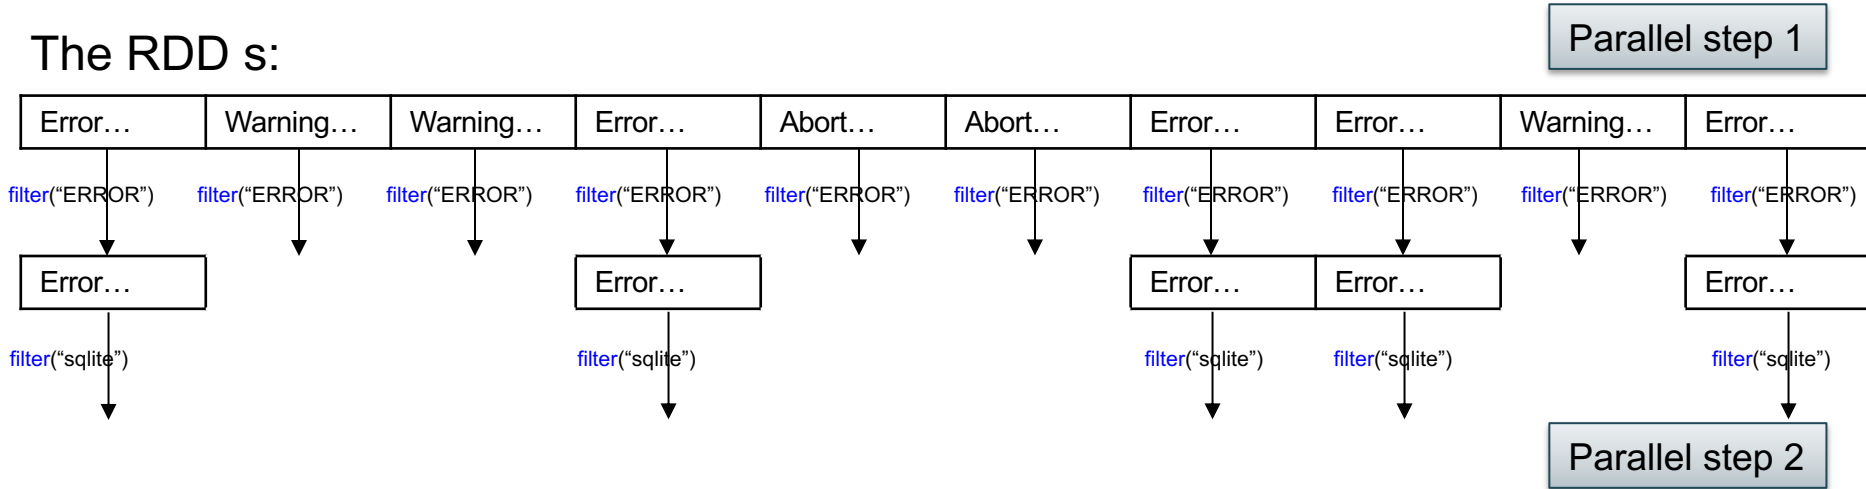 Parallel step 1
The RDD s:
Error… Warning… Warning… Error… Abort… Abort… Error… Error… Warning… Error…
filter(“ERROR”) filter(“ERROR”) filter(“ERROR”) filter(“ERROR”) filter(“ERROR”) filter(“ERROR”) filter(“ERROR”) filter(“ERROR”) filter(“ERROR”) filter(“ERROR”)
Error… Error… Error… Error… Error…
filter(“sqlite”) filter(“sqlite”) filter(“sqlite”) filter(“sqlite”) filter(“sqlite”)
Parallel step 2